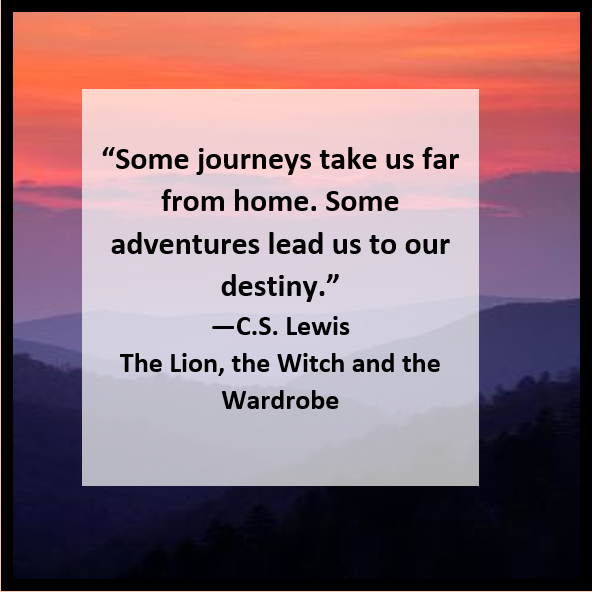 “Some journeys take us far
from home. Some
adventures lead us to our
destiny.”
—C.S. Lewis
The Lion, the Witch and the
Wardrobe